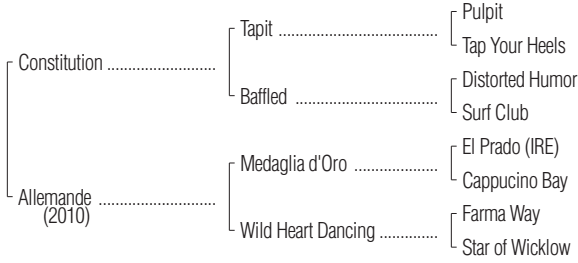 Pulpit
Tapit ....................................
Tap Your Heels
Constitution .........................
Distorted Humor
Baffled ................................
Surf Club
El Prado (IRE)
Medaglia d'Oro ...................
Cappucino Bay
Allemande ...........................
(2010)
Farma Way
Wild Heart Dancing .............
Star of Wicklow